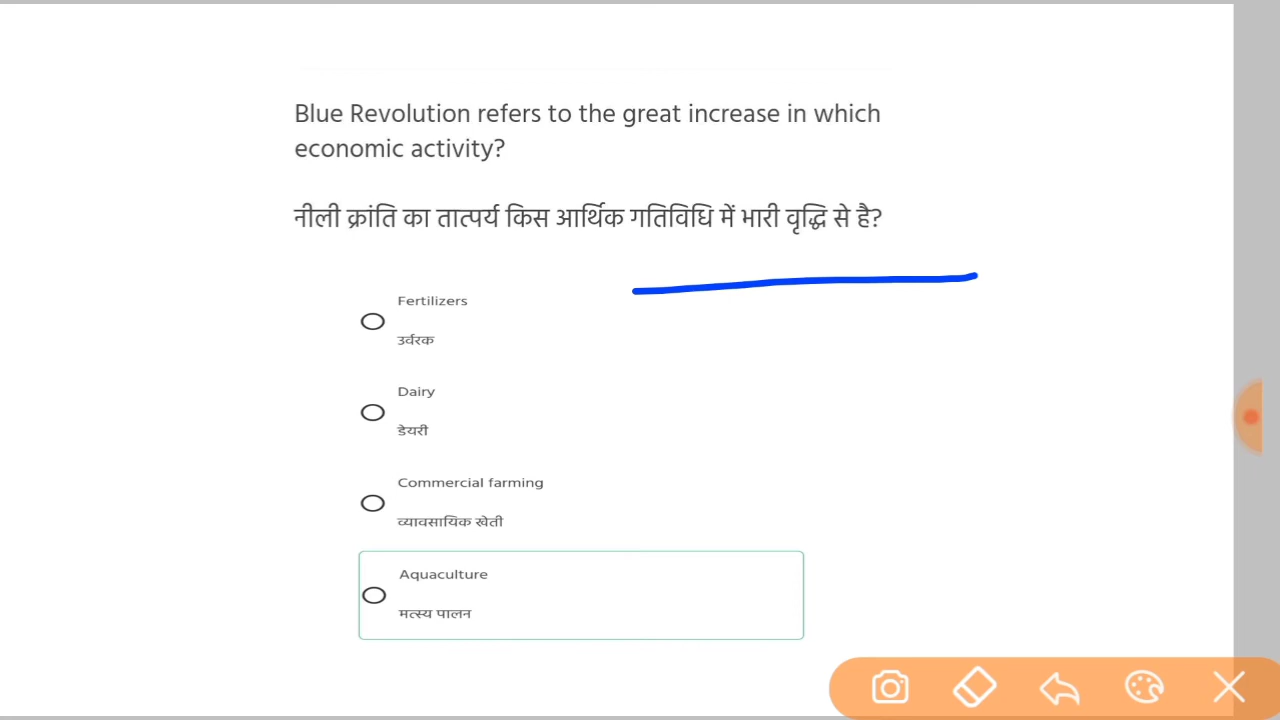 Blue Revolution refers to the great increase in which
economic activity?
नीली क्रांति का तात्पर्य किस आर्थिक गतिविधि में भारी वृद्धि से है?
Fertilizers
उर्वरक
Dairy
डेयरी
Commercial farming
व्यावसायिक खेती
Aquaculture
मत्स्य पालन